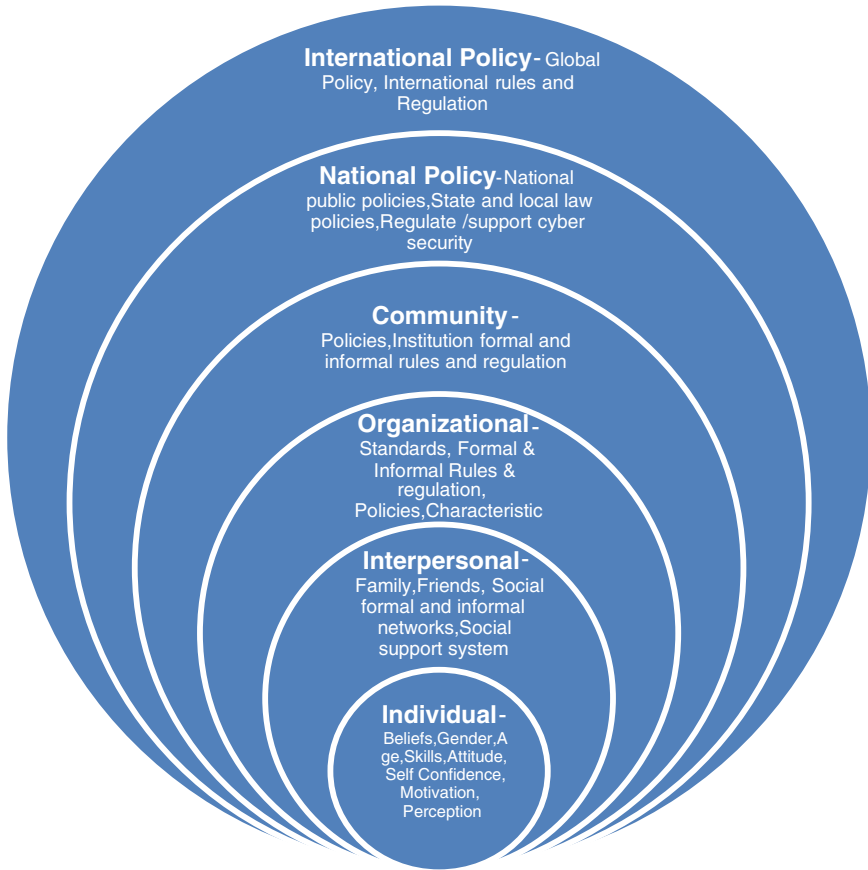 International Policy- Global
Policy, International rules and
Regulation
National Policy-National
public policies,State and local law
policies,Regulate /support cyber
security
Community -
Policies,Institution formal and
informal rules and regulation
Organizational-
Standards, Formal &
Informal Rules &
regulation,
Policies,Characteristic
Interpersonal-
Family,Friends, Social
formal and informal
networks,Social
support system
Individual-
Beliefs,Gender,A
ge,Skills,Attitude,
Self Confidence,
Motivation,
Perception